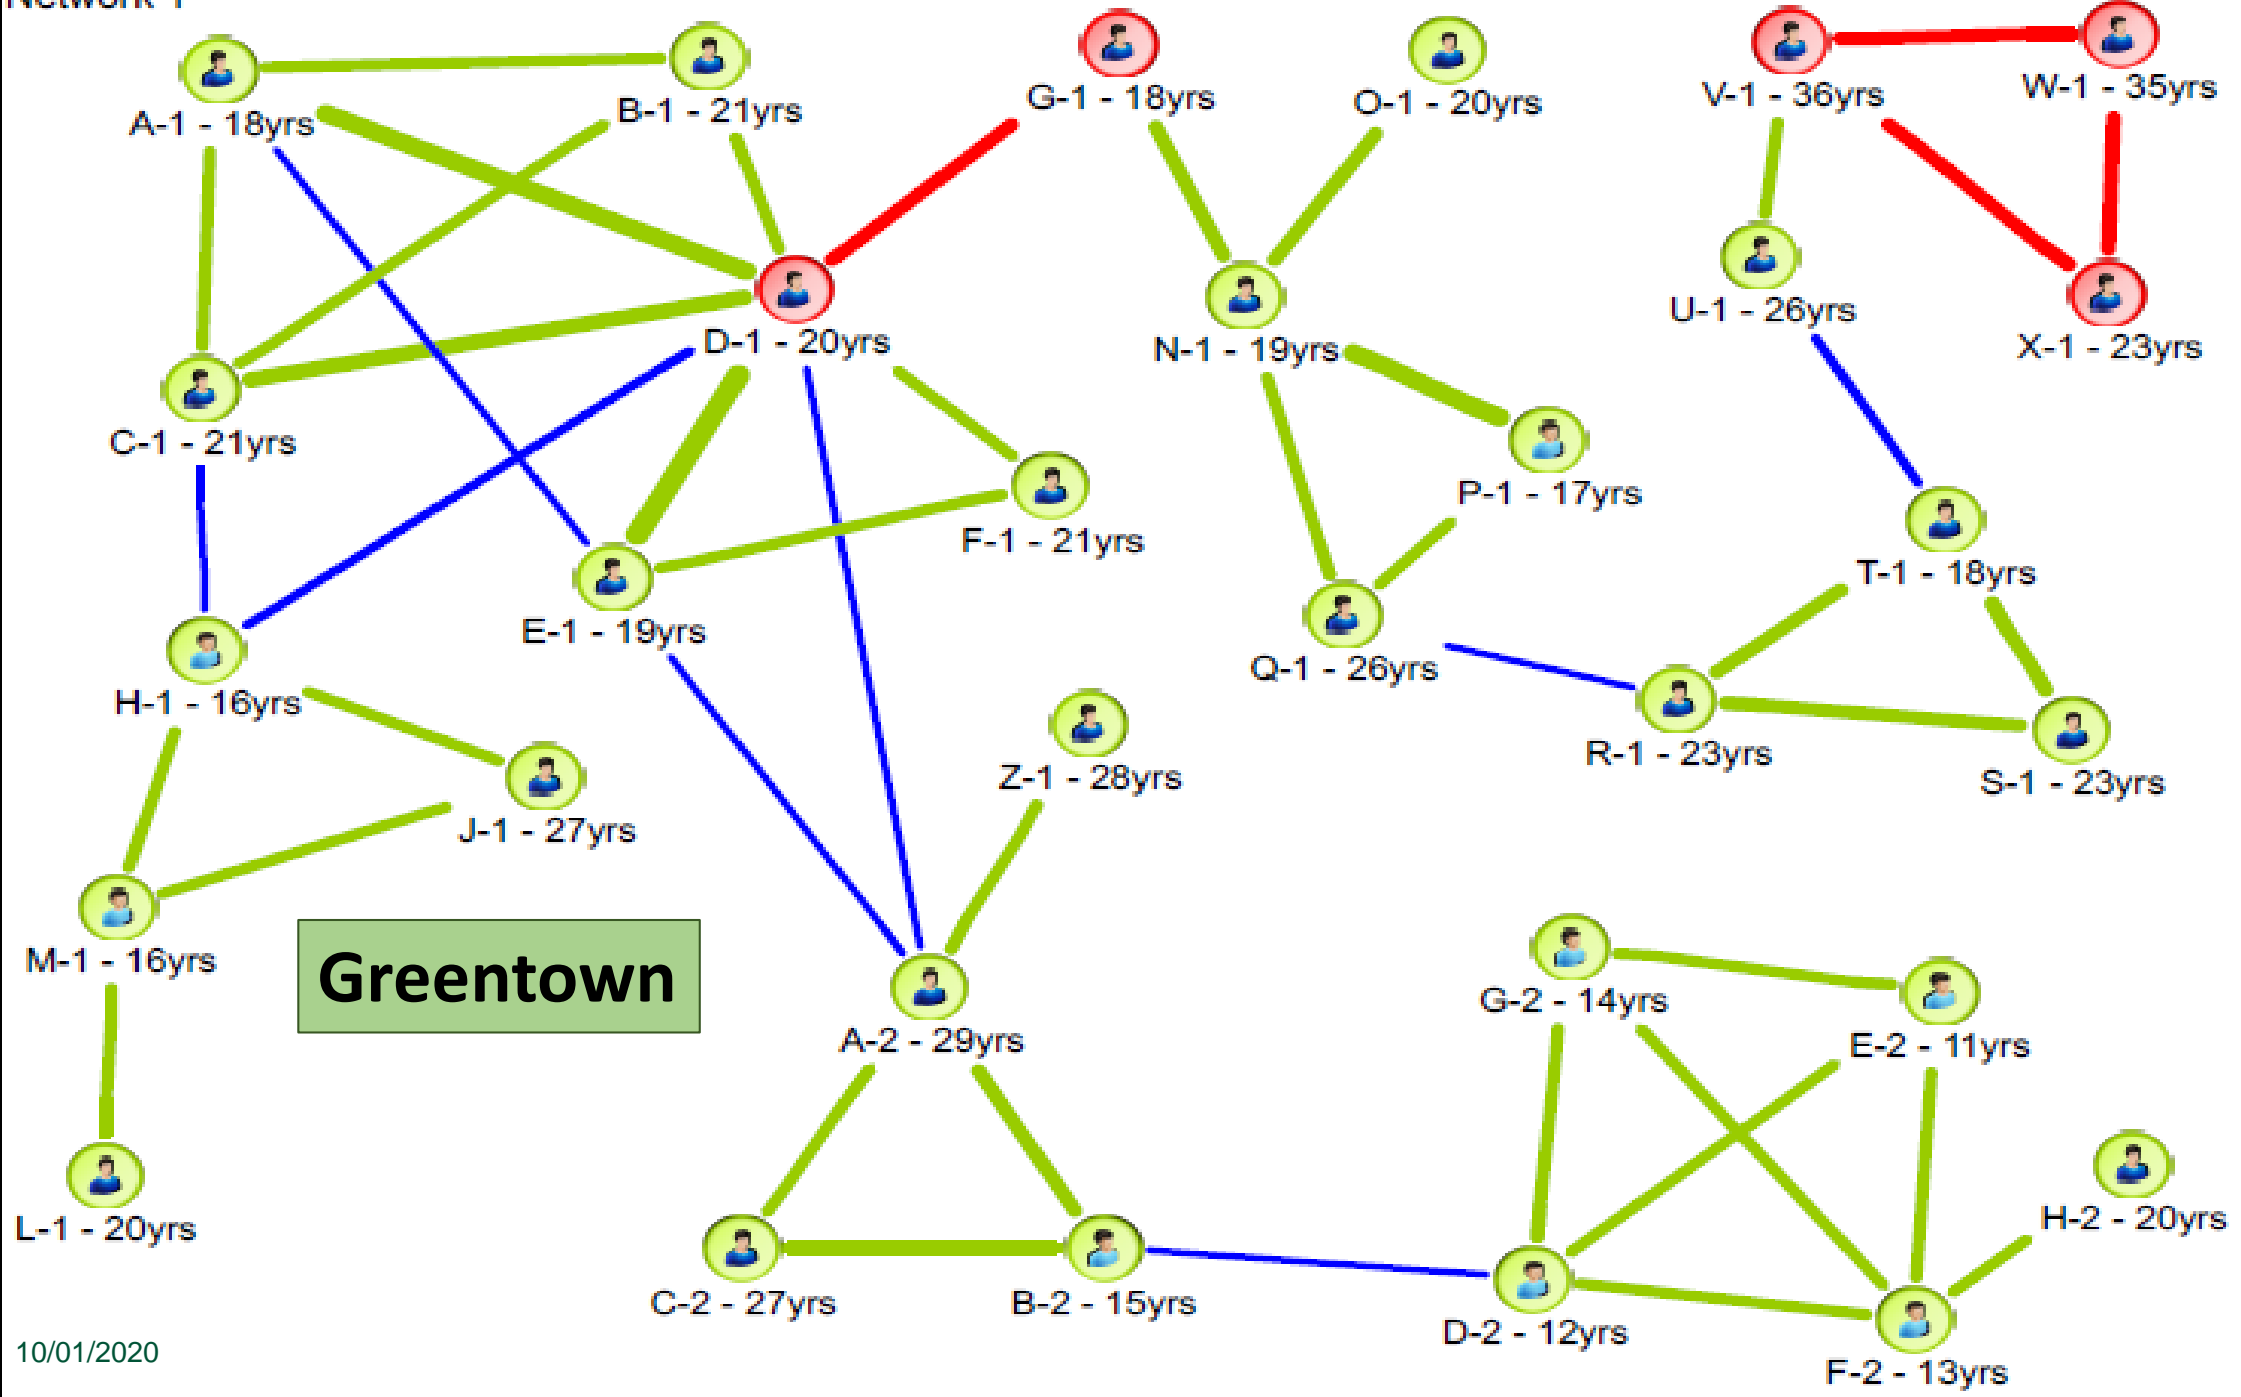 Network 1
A-1 - 18yrs
B-1 - 21yrs
G-1 - 18yrs
O-1 - 20yrs
V-1 - 36yrs
W-1 - 35yrs
C-1 - 21yrs
D-1 - 20yrs
N-1 - 19yrs
U-1 - 26yrs
X-1 - 23yrs
P-1 - 17yrs
F-1 - 21yrs
T-1 - 18yrs
E-1 - 19yrs
Q-1 - 26yrs
H-1 - 16yrs
R-1 - 23yrs
Z-1 - 28yrs
S-1 - 23yrs
J-1 - 27yrs
M-1 - 16yrs
Greentown
A-2 - 29yrs
G-2 - 14yrs
E-2 - 11yrs
L-1 - 20yrs
H-2 - 20yrs
C-2 - 27yrs
B-2 - 15yrs
D-2 - 12yrs
F-2 - 13yrs
10/01/2020